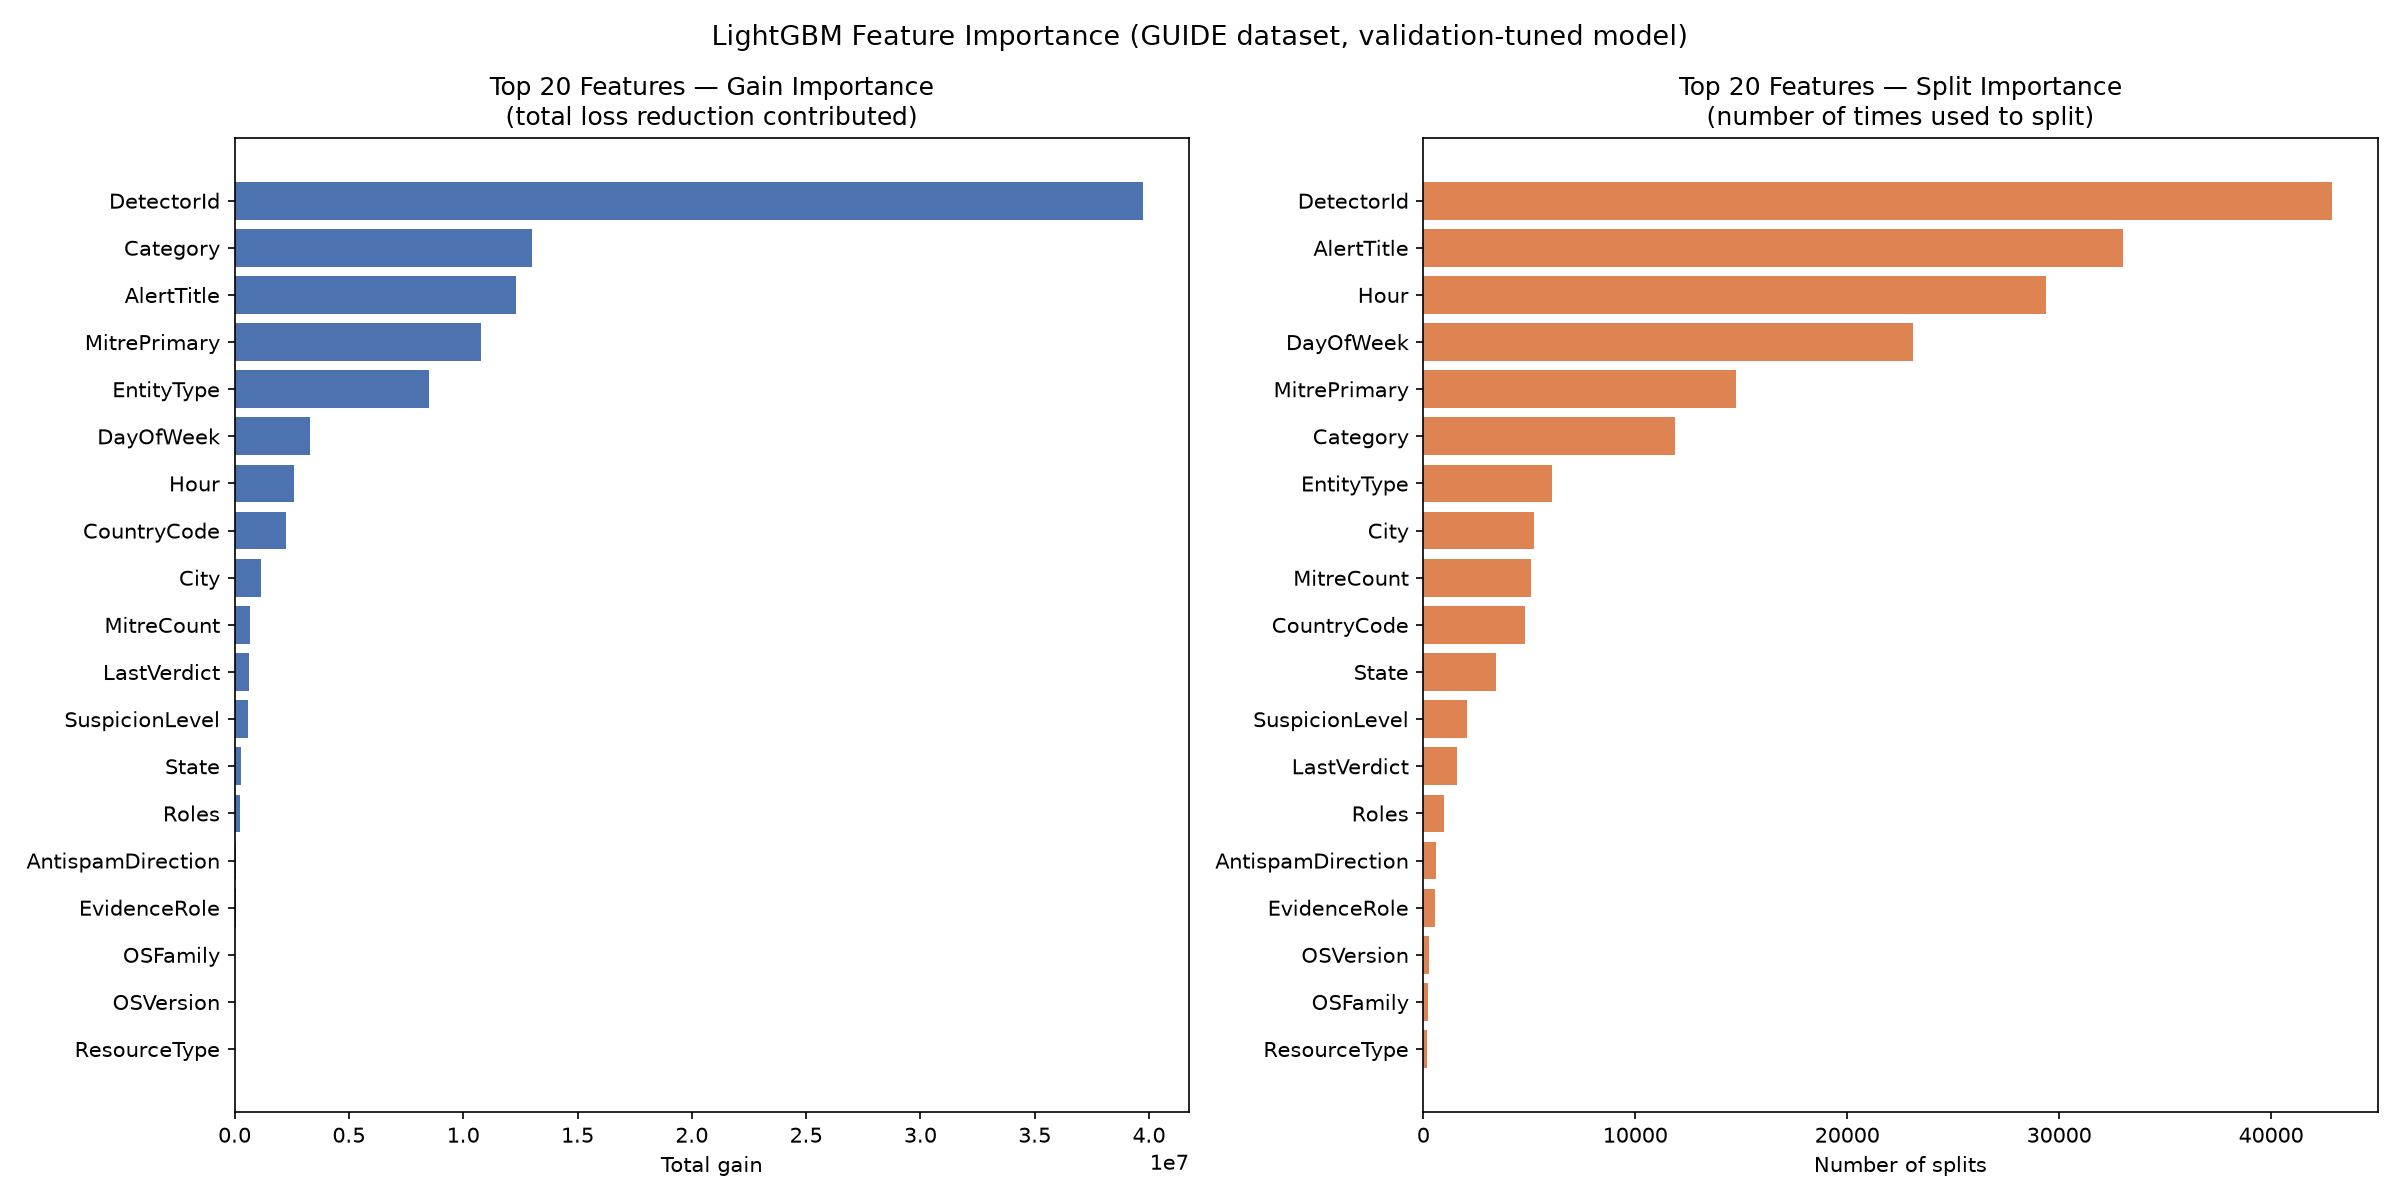 LightGBM Feature Importance (GUIDE dataset, validation-tuned model)
Top 20 Features — Gain Importance
(total loss reduction contributed)
DetectorId
Category
AlertTitle
MitrePrimary
EntityType
DayOfWeek
Hour
CountryCode
City
MitreCount
LastVerdict
SuspicionLevel
State
Roles
AntispamDirection
EvidenceRole
OSFamily
OSVersion
ResourceType
0.0 0.5 1.0 1.5 2.0 2.5 3.0 3.5 4.0
1e7
Total gain
Top 20 Features — Split Importance
(number of times used to split)
DetectorId
AlertTitle
Hour
DayOfWeek
MitrePrimary
Category
EntityType
City
MitreCount
CountryCode
State
SuspicionLevel
LastVerdict
Roles
AntispamDirection
EvidenceRole
OSVersion
OSFamily
ResourceType
0 10000 20000 30000 40000
Number of splits